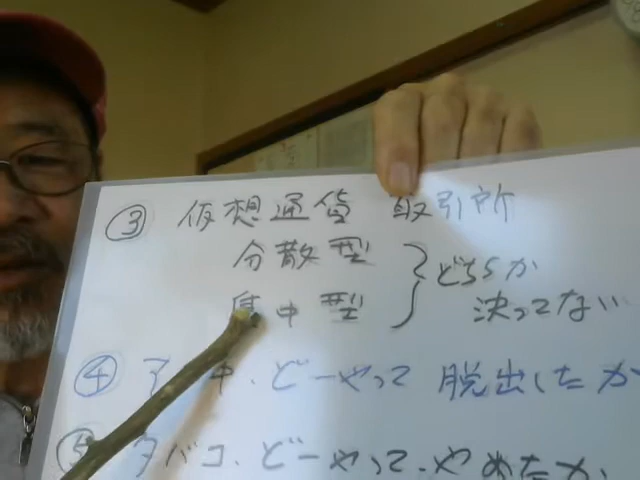 ③ 仮想通貨 取引所
分散型
集中型
どちらか
決ってない
④ ア 中、どーやって 脱出したか
⑤ タバコ、どーやって、やめたか